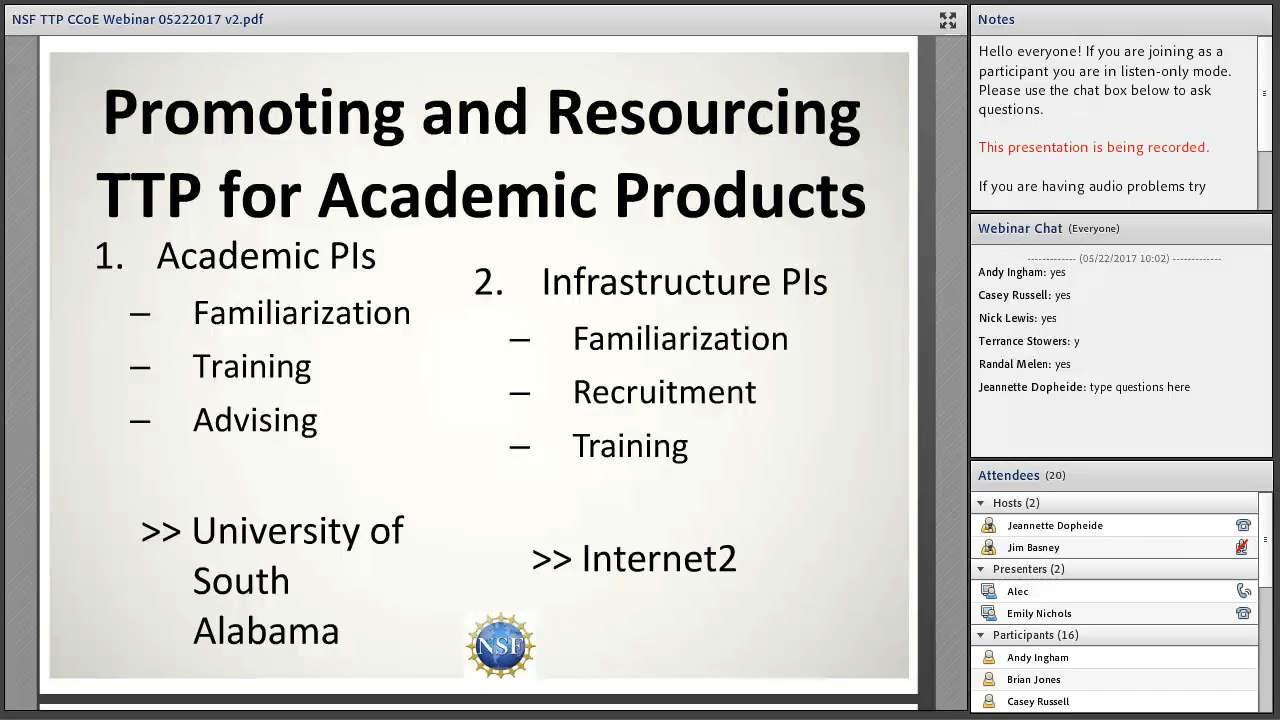 NSF TTP CCoE Webinar 05222017 v2.pdf
Promoting and Resourcing
TTP for Academic Products
1. Academic PIs
– Familiarization
– Training
– Advising
>> University of
South
Alabama
2. Infrastructure PIs
– Familiarization
– Recruitment
– Training
>> Internet2
NSF
Notes
Hello everyone! If you are joining as a
participant you are in listen-only mode.
Please use the chat box below to ask
questions.
This presentation is being recorded.
If you are having audio problems try
Webinar Chat (Everyone)
------------- (05/22/2017 10:02) -------------
Andy Ingham: yes
Casey Russell: yes
Nick Lewis: yes
Terrance Stowers: y
Randal Melen: yes
Jeannette Dopheide: type questions here
Attendees (20)
Hosts (2)
Jeannette Dopheide
Jim Basney
Presenters (2)
Alec
Emily Nichols
Participants (16)
Andy Ingham
Brian Jones
Casey Russell